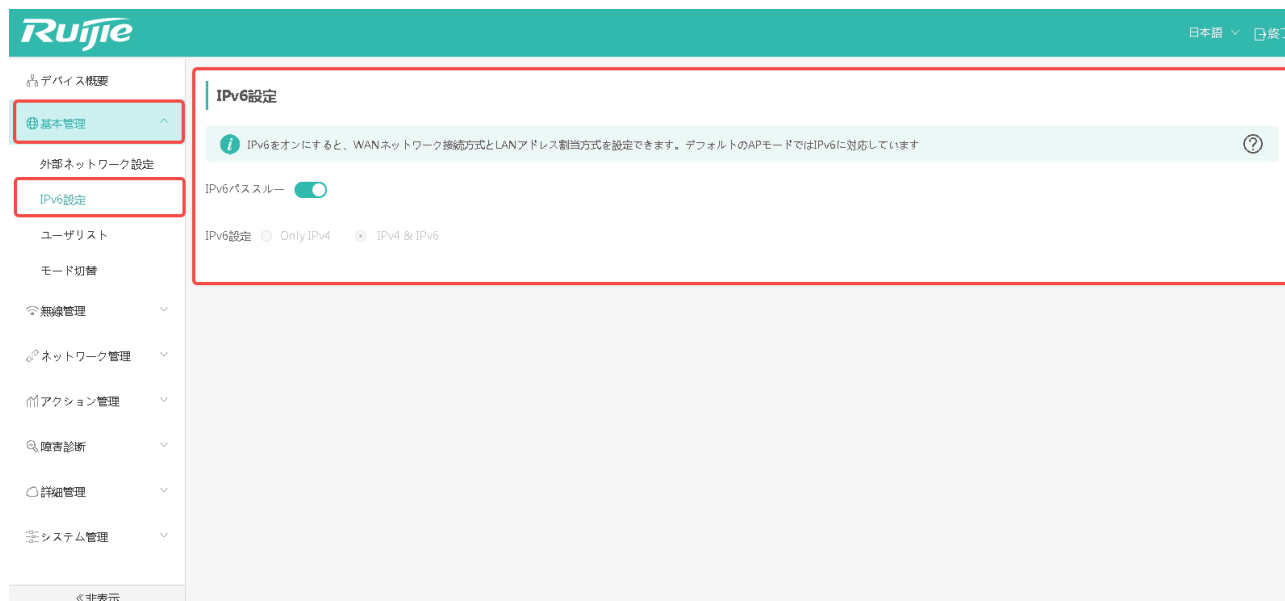 Ruijie
日本語
終了
デバイス概要
基本管理
外部ネットワーク設定
IPv6設定
ユーザリスト
モード切替
無線管理
ネットワーク管理
アクション管理
障害診断
詳細管理
システム管理
≪非表示
IPv6設定
IPv6をオンにすると、WANネットワーク接続方式とLANアドレス割当方式を設定できます。デフォルトのAPモードではIPv6に対応しています
IPv6パススルー
IPv6設定 Only IPv4 IPv4 & IPv6